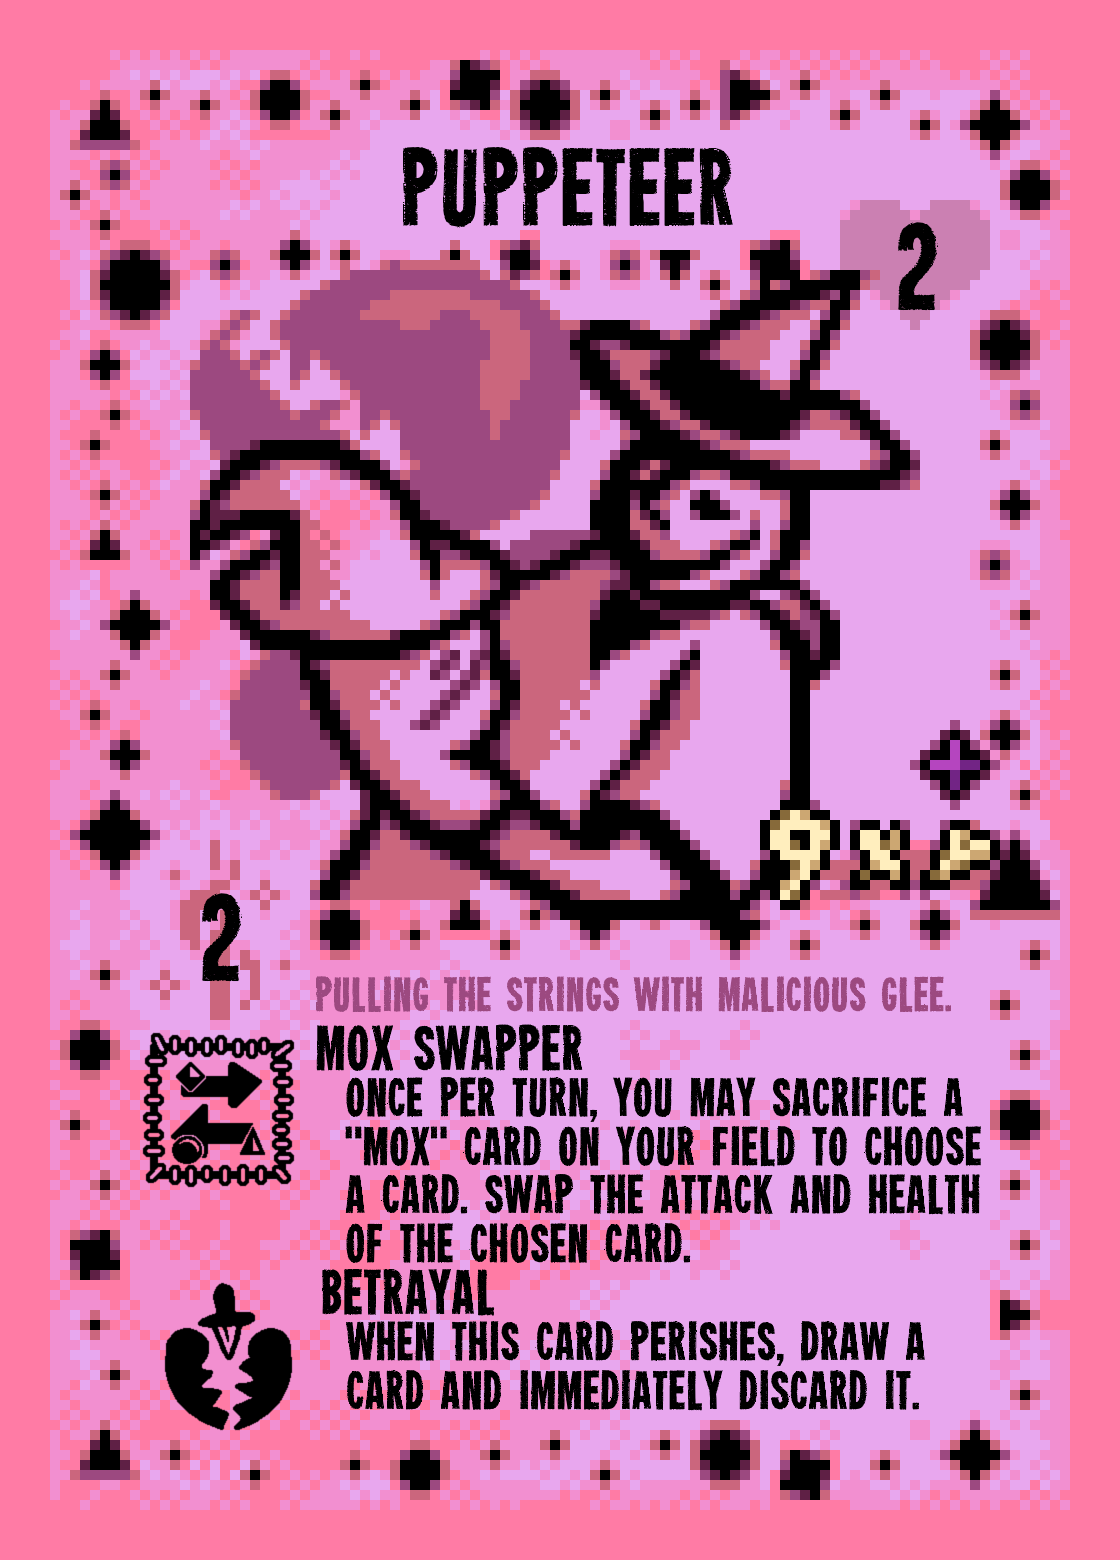 PUPPETEER
2
2
PULLING THE STRINGS WITH MALICIOUS GLEE.
MOX SWAPPER
ONCE PER TURN, YOU MAY SACRIFICE A
"MOX" CARD ON YOUR FIELD TO CHOOSE
A CARD. SWAP THE ATTACK AND HEALTH
OF THE CHOSEN CARD.
BETRAYAL
WHEN THIS CARD PERISHES, DRAW A
CARD AND IMMEDIATELY DISCARD IT.